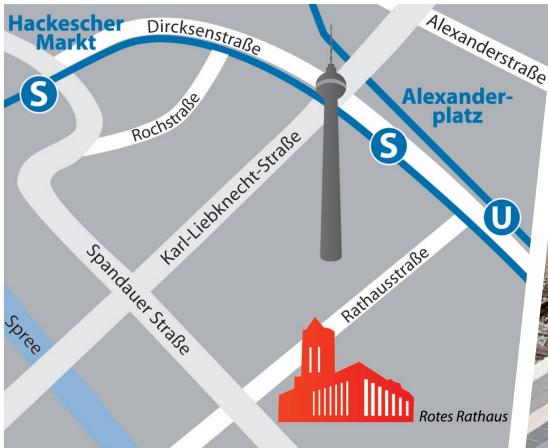 Hackescher
Markt
Dircksenstraße
Alexanderstraße
S
Rochstraße
Alexander-
platz
S
Karl-Liebknecht-Straße
U
Spandauer Straße
Rathausstraße
Spree
Rotes Rathaus